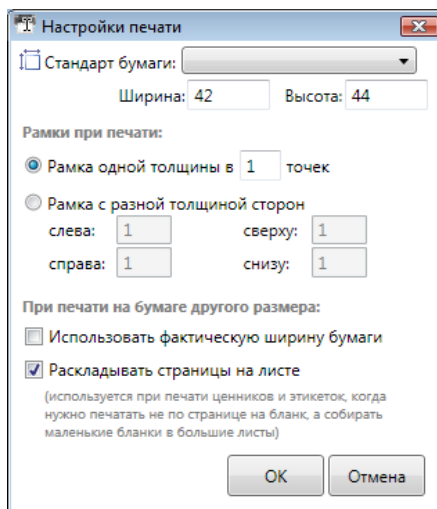 Настройки печати
Стандарт бумаги:
Ширина: 42 Высота: 44
Рамки при печати:
Рамка одной толщины в 1 точек
Рамка с разной толщиной сторон
слева: 1 сверху: 1
справа: 1 снизу: 1
При печати на бумаге другого размера:
Использовать фактическую ширину бумаги
Раскладывать страницы на листе
(используется при печати ценников и этикеток, когда
нужно печатать не по странице на бланк, а собирать
маленькие бланки в большие листы)
ОК Отмена